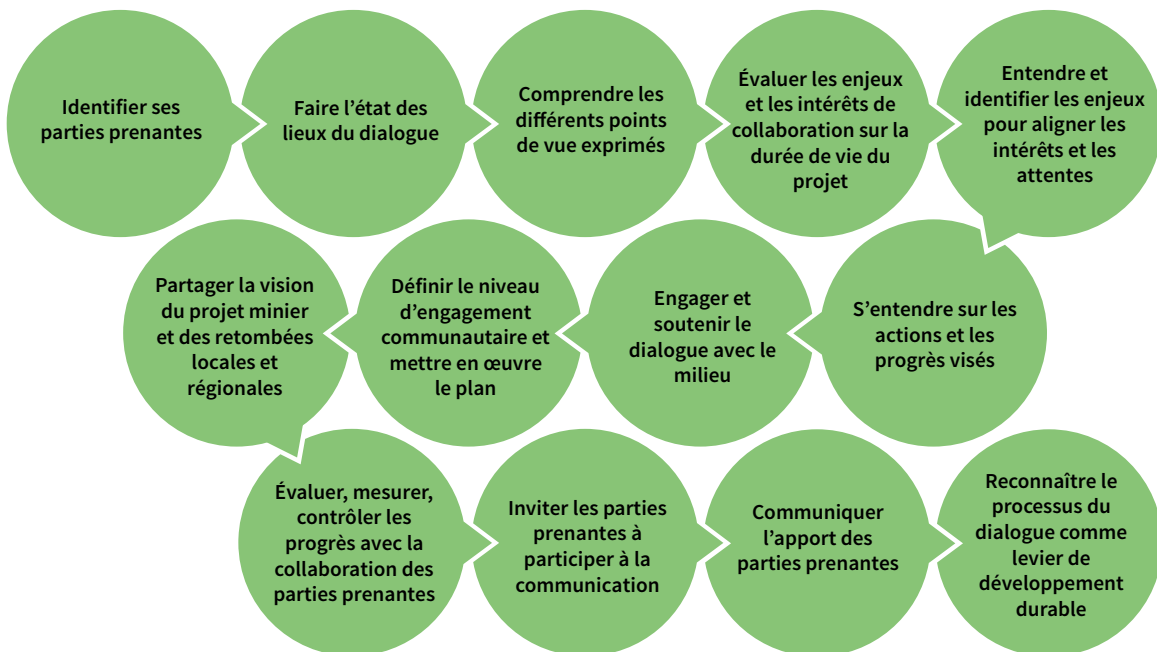 Identifier ses
parties prenantes
Faire l’état des
lieux du dialogue
Comprendre les
différents points
de vue exprimés
Évaluer les enjeux
et les intérêts de
collaboration sur la
durée de vie du
projet
Entendre et
identifier les enjeux
pour aligner les
intérêts et les
attentes
S’entendre sur les
actions et les
progrès visés
Engager et
soutenir le
dialogue avec le
milieu
Définir le niveau
d’engagement
communautaire et
mettre en œuvre
le plan
Partager la vision
du projet minier
et des retombées
locales et
régionales
Évaluer, mesurer,
contrôler les
progrès avec la
collaboration des
parties prenantes
Inviter les parties
prenantes à
participer à la
communication
Communiquer
l’apport des
parties prenantes
Reconnaître le
processus du
dialogue comme
levier de
développement
durable